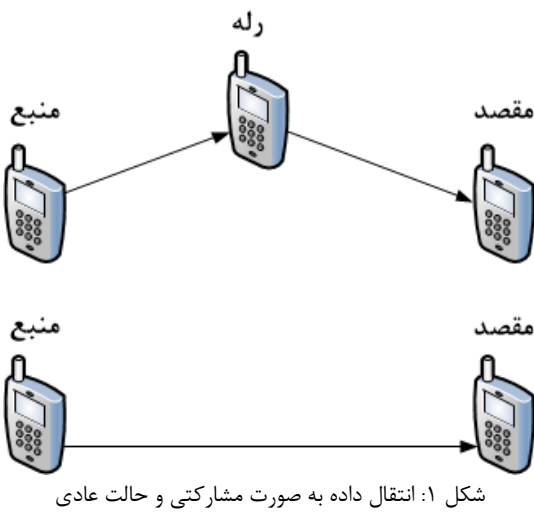 رله
منبع
مقصد
منبع
مقصد
شکل ۱: انتقال داده به صورت مشارکتی و حالت عادی